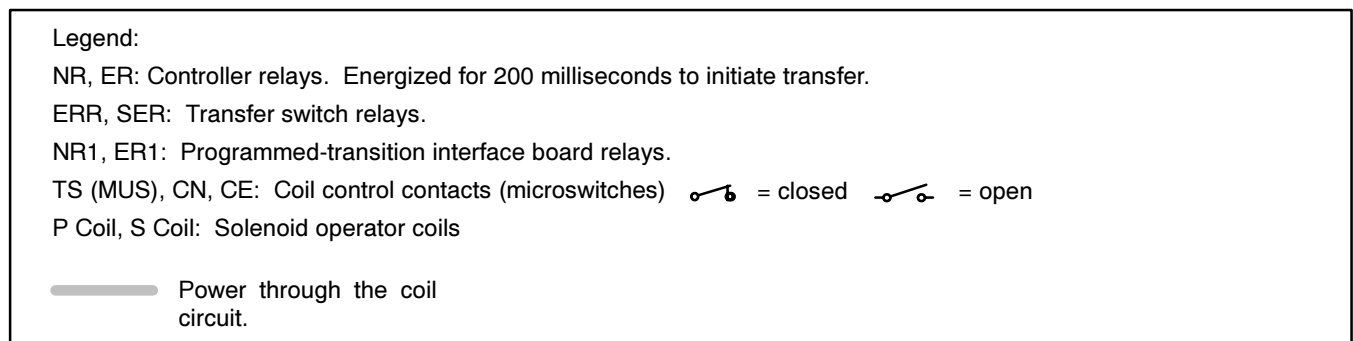 Legend:
NR, ER: Controller relays. Energized for 200 milliseconds to initiate transfer.
ERR, SER: Transfer switch relays.
NR1, ER1: Programmed-transition interface board relays.
TS (MUS), CN, CE: Coil control contacts (microswitches) = closed = open
P Coil, S Coil: Solenoid operator coils
Power through the coil
circuit.